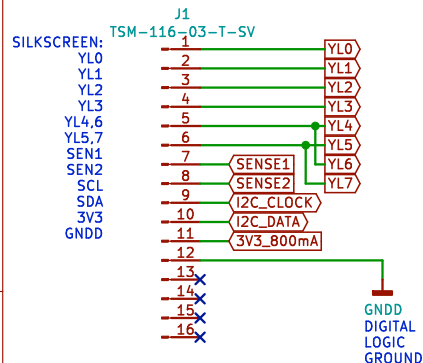 J1
TSM-116-03-T-SV
SILKSCREEN:
YL0
YL1
YL2
YL3
YL4,6
YL5,7
SEN1
SEN2
SCL
SDA
3V3
GNDD
1 YL0
2 YL1
3 YL2
4 YL3
5 YL4
6 YL5
YL6
7 SENSE1
YL7
8 SENSE2
9 I2C_CLOCK
10 I2C_DATA
11 3V3_800mA
12
13
14
15
16
GNDD
DIGITAL
LOGIC
GROUND